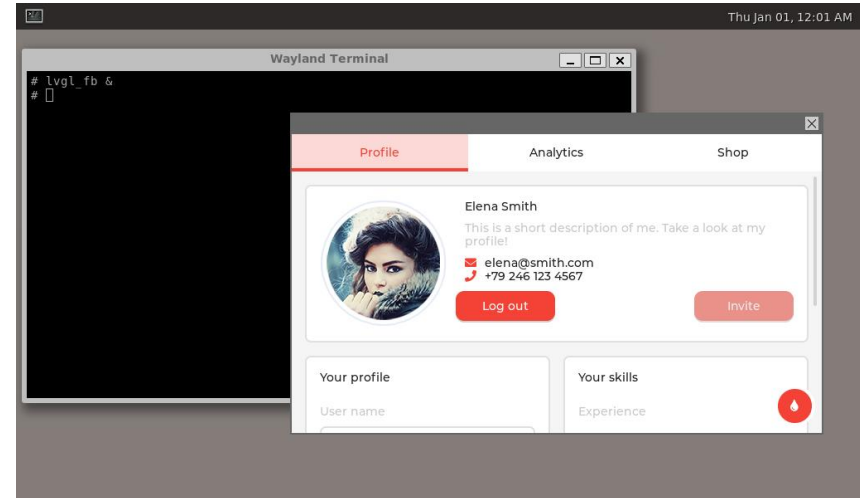 Thu Jan 01, 12:01 AM
Wayland Terminal
# lvgl_fb &
#
Profile
Analytics
Shop
Elena Smith
This is a short description of me. Take a look at my
profile!
elena@smith.com
+79 246 123 4567
Log out
Invite
Your profile
User name
Your skills
Experience